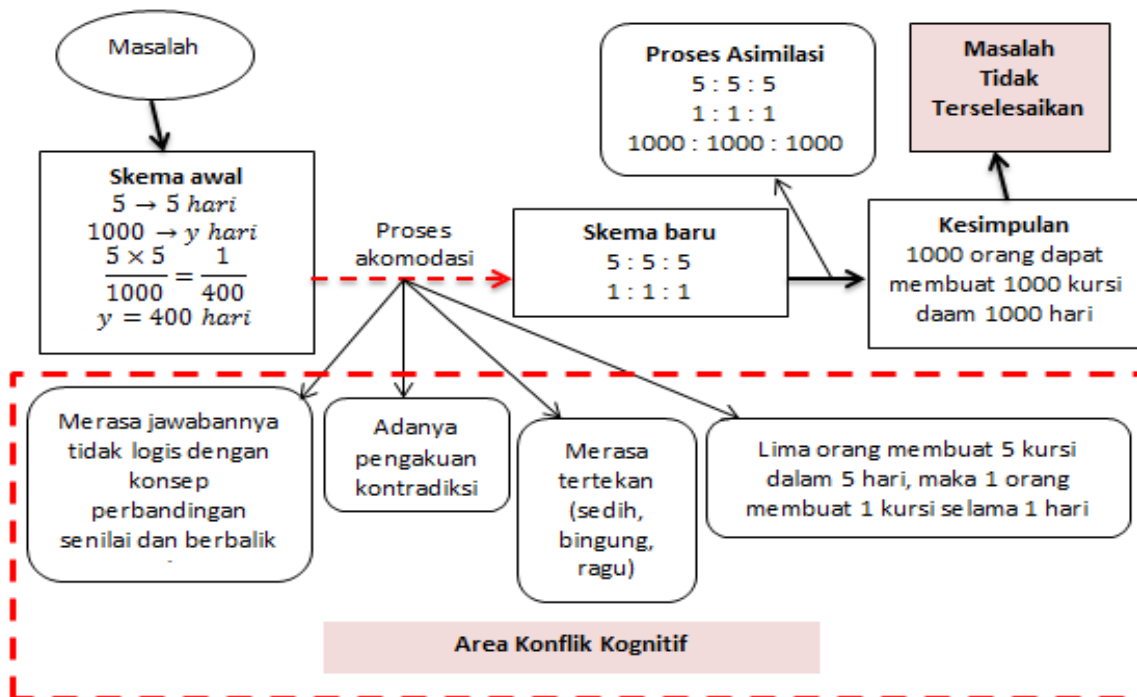 Masalah
Skema awal
5 → 5 hari
1000 → y hari
5 × 5 / 1000 = 1 / 400
y = 400 hari
Proses
akomodasi
Skema baru
5 : 5 : 5
1 : 1 : 1
Proses Asimilasi
5 : 5 : 5
1 : 1 : 1
1000 : 1000 : 1000
Kesimpulan
1000 orang dapat
membuat 1000 kursi
daam 1000 hari
Masalah
Tidak
Terselesaikan
Merasa jawabannya
tidak logis dengan
konsep
perbandingan
senilai dan berbalik
Adanya
pengakuan
kontradiksi
Merasa
tertekan
(sedih,
bingung,
ragu)
Lima orang membuat 5 kursi
dalam 5 hari, maka 1 orang
membuat 1 kursi selama 1 hari
Area Konflik Kognitif